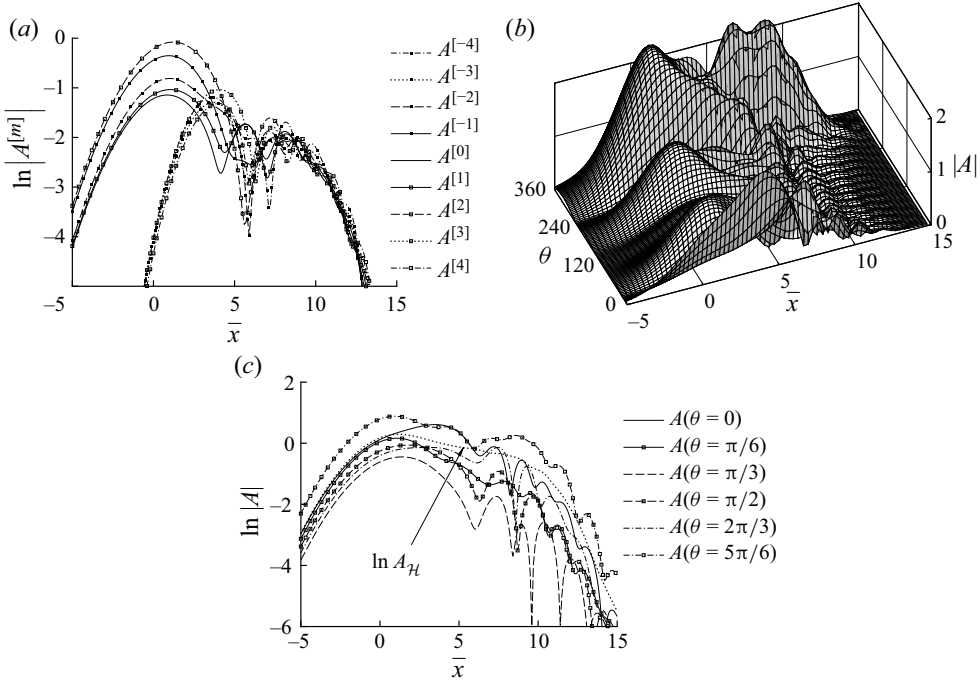 (a)
0
–1
–2
–3
–4
–5
ln |A^[m]|
–5 0 5 10 15
x̅
A^[−4]
A^[−3]
A^[−2]
A^[−1]
A^[0]
A^[1]
A^[2]
A^[3]
A^[4]
(b)
2
1
0
|A|
360
240
120
0
θ
–5
0
5
10
15
x̅
(c)
2
0
–2
–4
–6
ln |A|
ln A_ℋ
–5 0 5 10 15
x̅
A(θ = 0)
A(θ = π/6)
A(θ = π/3)
A(θ = π/2)
A(θ = 2π/3)
A(θ = 5π/6)